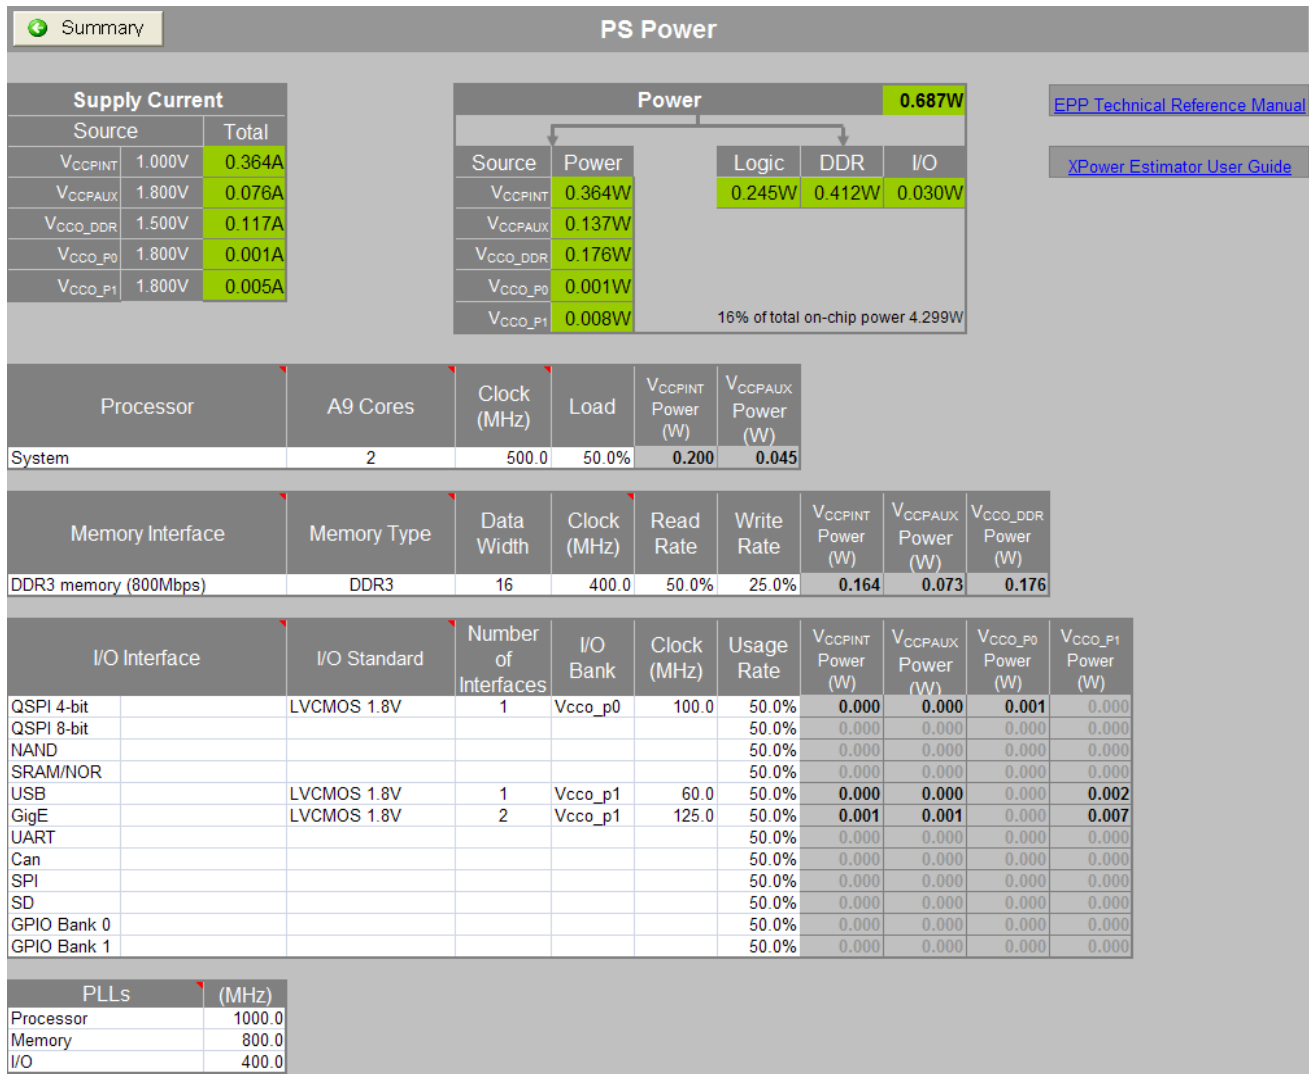 Summary
PS Power
Supply Current
Source Total
VCCPINT 1.000V 0.364A
VCCPAUX 1.800V 0.076A
VCCO_DDR 1.500V 0.117A
VCCO_P0 1.800V 0.001A
VCCO_P1 1.800V 0.005A
Power 0.687W
Source Power
VCCPINT 0.364W
VCCPAUX 0.137W
VCCO_DDR 0.176W
VCCO_P0 0.001W
VCCO_P1 0.008W
Logic DDR I/O
0.245W 0.412W 0.030W
16% of total on-chip power 4.299W
EPP Technical Reference Manual
XPower Estimator User Guide
Processor A9 Cores Clock (MHz) Load VCCPINT Power (W) VCCPAUX Power (W)
System 2 500.0 50.0% 0.200 0.045
Memory Interface Memory Type Data Width Clock (MHz) Read Rate Write Rate VCCPINT Power (W) VCCPAUX Power (W) VCCO_DDR Power (W)
DDR3 memory (800Mbps) DDR3 16 400.0 50.0% 25.0% 0.164 0.073 0.176
I/O Interface I/O Standard Number of Interfaces I/O Bank Clock (MHz) Usage Rate VCCPINT Power (W) VCCPAUX Power (W) VCCO_P0 Power (W) VCCO_P1 Power (W)
QSPI 4-bit LVCMOS 1.8V 1 Vcco_p0 100.0 50.0% 0.000 0.000 0.001 0.000
QSPI 8-bit 50.0% 0.000 0.000 0.000 0.000
NAND 50.0% 0.000 0.000 0.000 0.000
SRAM/NOR 50.0% 0.000 0.000 0.000 0.000
USB LVCMOS 1.8V 1 Vcco_p1 60.0 50.0% 0.000 0.000 0.000 0.002
GigE LVCMOS 1.8V 2 Vcco_p1 125.0 50.0% 0.001 0.001 0.000 0.007
UART 50.0% 0.000 0.000 0.000 0.000
Can 50.0% 0.000 0.000 0.000 0.000
SPI 50.0% 0.000 0.000 0.000 0.000
SD 50.0% 0.000 0.000 0.000 0.000
GPIO Bank 0 50.0% 0.000 0.000 0.000 0.000
GPIO Bank 1 50.0% 0.000 0.000 0.000 0.000
PLLs (MHz)
Processor 1000.0
Memory 800.0
I/O 400.0